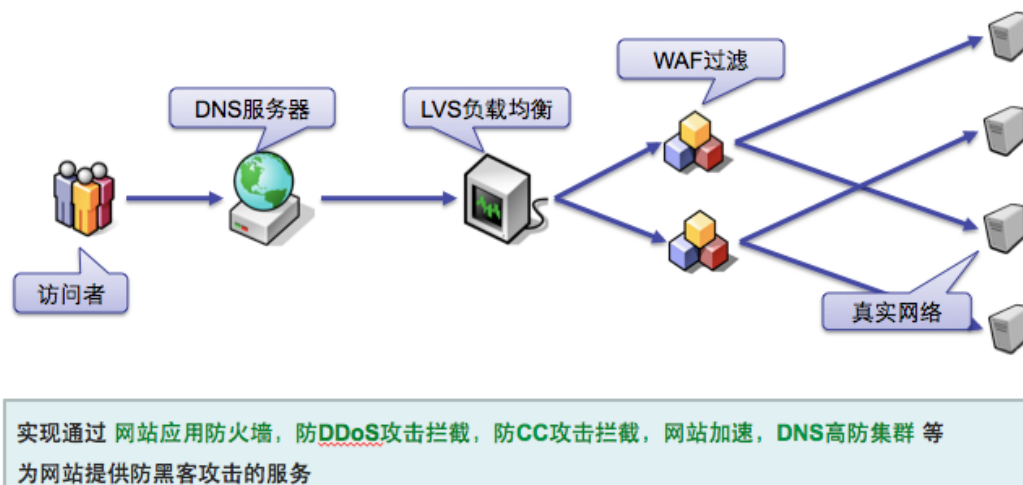 WAF过滤
DNS服务器
LVS负载均衡
访问者
真实网络
实现通过 网站应用防火墙，防DDoS攻击拦截，防CC攻击拦截，网站加速，DNS高防集群 等
为网站提供防黑客攻击的服务